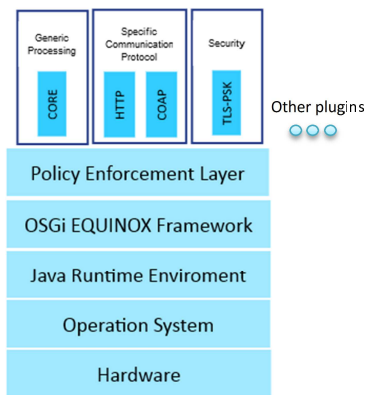 Generic
Processing
Specific
Communication
Protocol
Security
CORE
HTTP
COAP
TLS-PSK
Other plugins
Policy Enforcement Layer
OSGi EQUINOX Framework
Java Runtime Enviroment
Operation System
Hardware